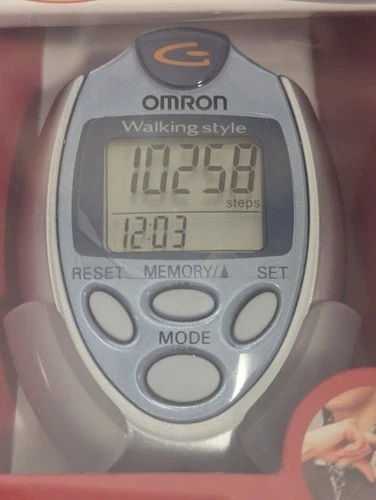 OMRON
Walking style
10258
steps
12:03
RESET MEMORY/▲ SET
MODE